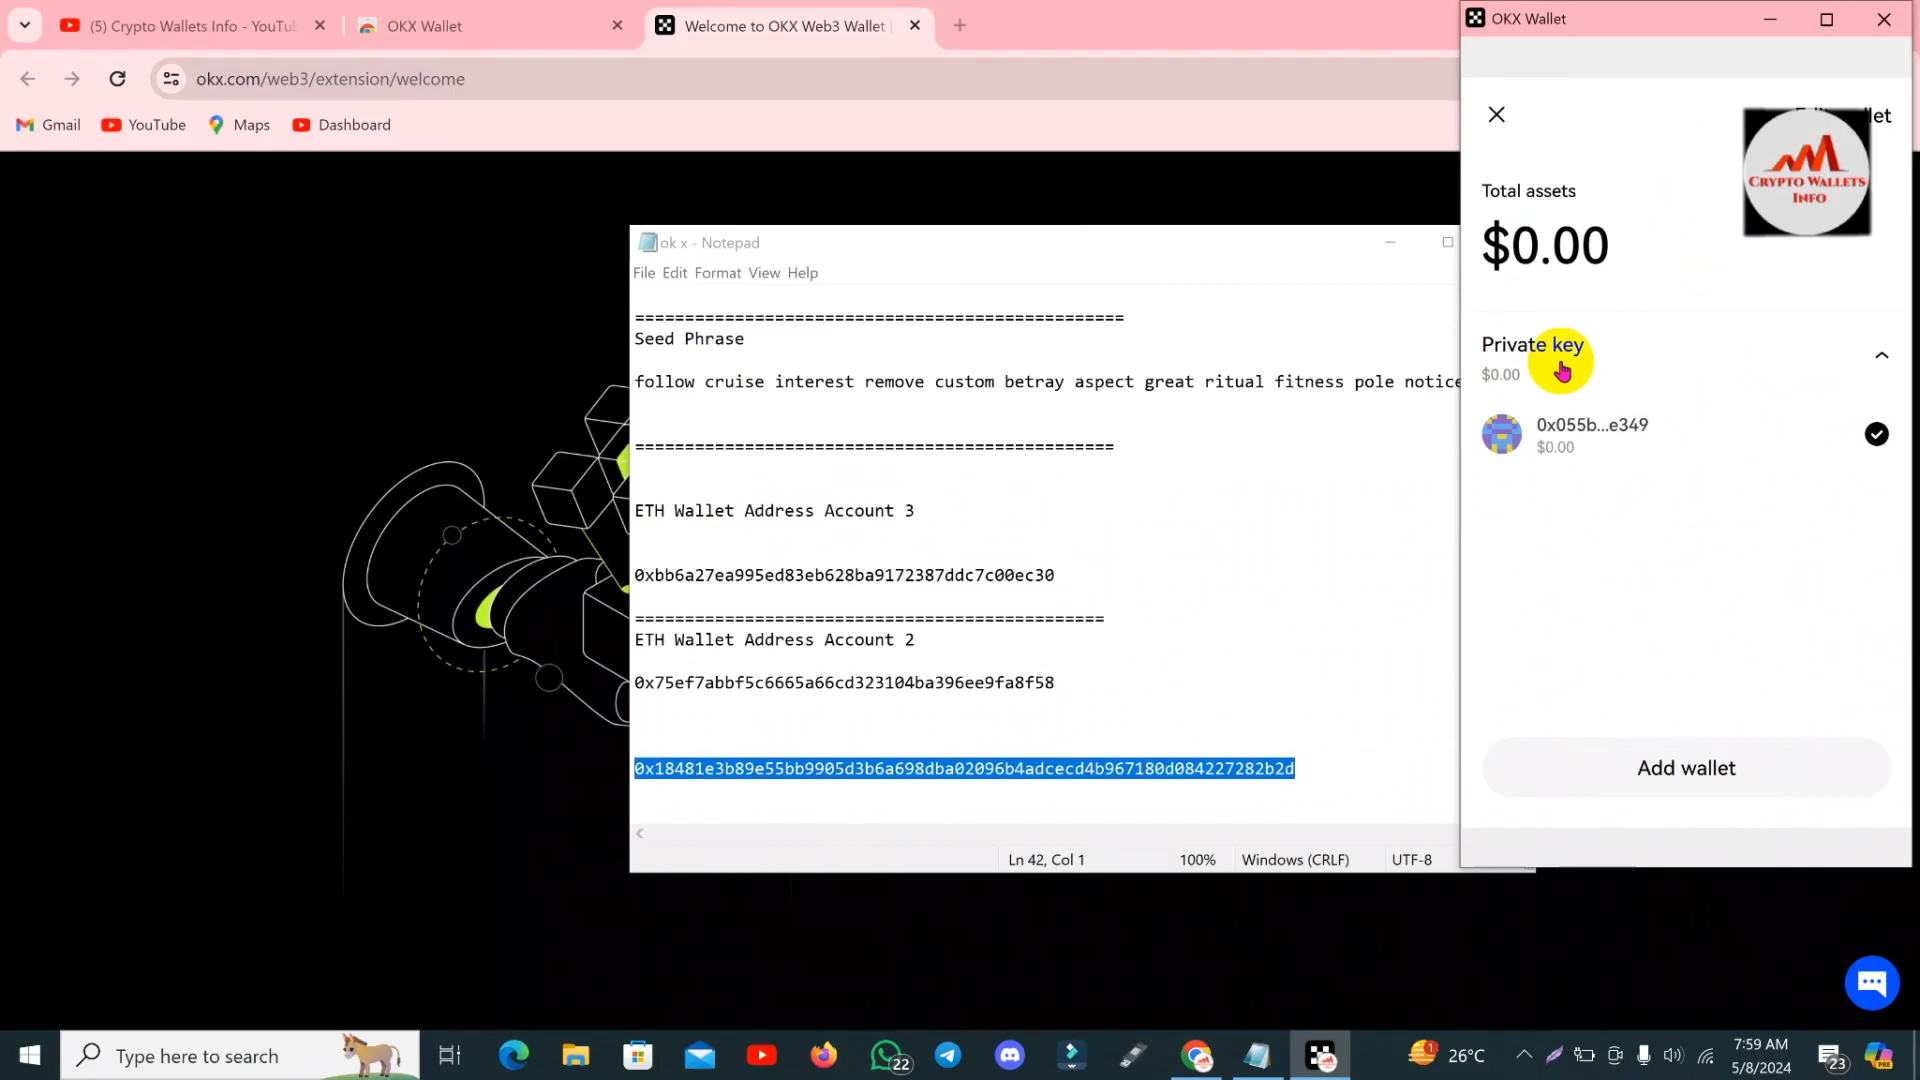 (5) Crypto Wallets Info - YouTu
OKX Wallet
Welcome to OKX Web3 Wallet
okx.com/web3/extension/welcome
Gmail
YouTube
Maps
Dashboard
ok x - Notepad
File Edit Format View Help
===============================================
Seed Phrase
follow cruise interest remove custom betray aspect great ritual fitness pole notice
===============================================
ETH Wallet Address Account 3
0xbb6a27ea995ed83eb628ba9172387ddc7c00ec30
===============================================
ETH Wallet Address Account 2
0x75ef7abbf5c6665a66cd323104ba396ee9fa8f58
0x18481e3b89e55bb9905d3b6a698dba02096b4adcecd4b967180d084227282b2d
Ln 42, Col 1
100%
Windows (CRLF)
UTF-8
OKX Wallet
CRYPTO WALLETS
INFO
Total assets
$0.00
Private key
$0.00
0x055b...e349
$0.00
Add wallet
Type here to search
22
1
26°C
7:59 AM
5/8/2024
23
PRE